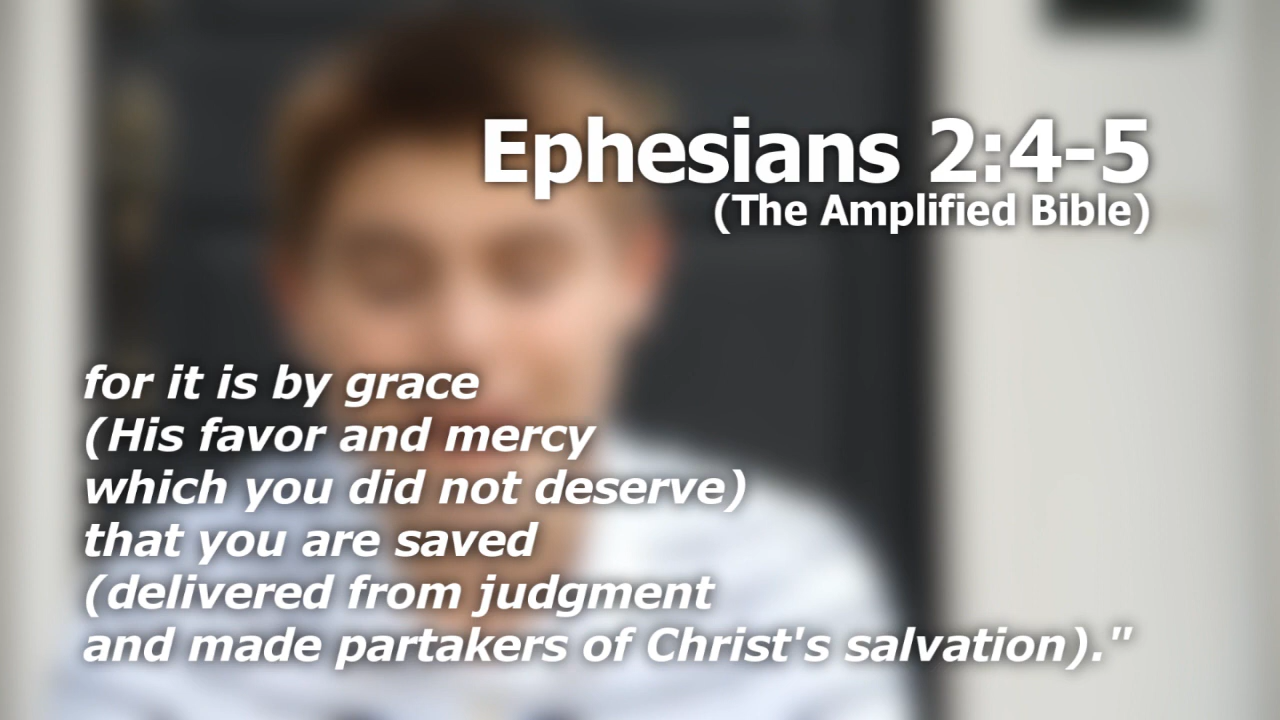 Ephesians 2:4-5
(The Amplified Bible)
for it is by grace
(His favor and mercy
which you did not deserve)
that you are saved
(delivered from judgment
and made partakers of Christ's salvation)."